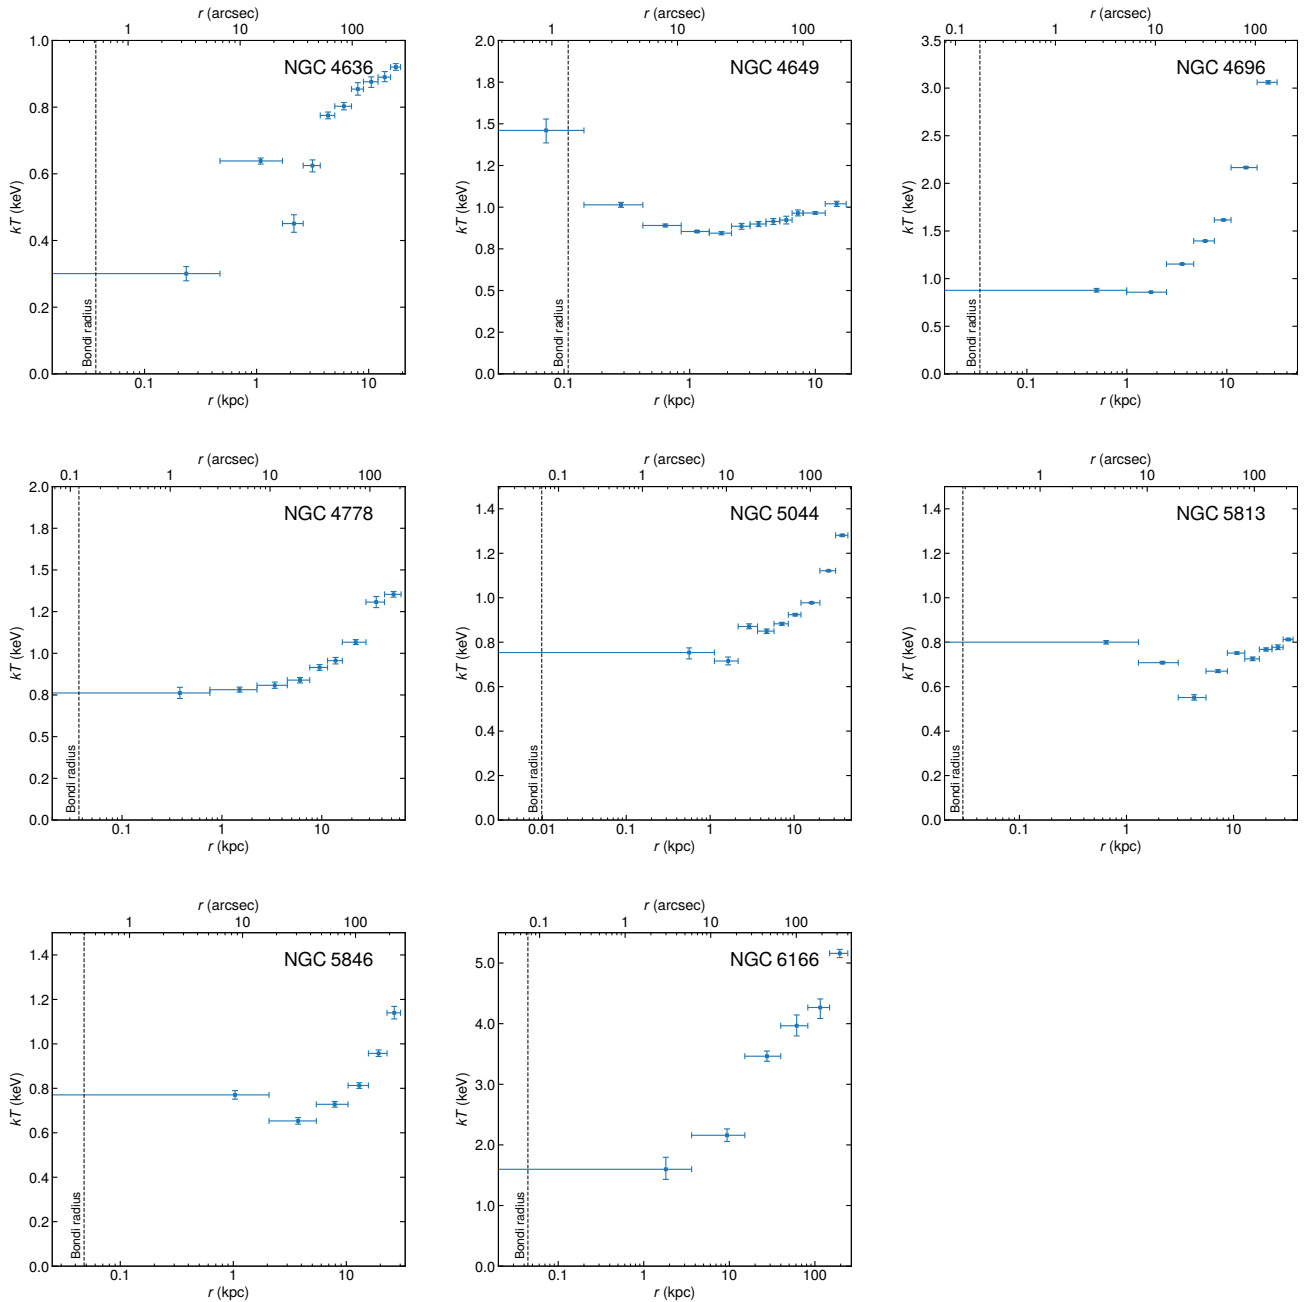 r (arcsec)
1 10 100
1.0
NGC 4636
0.8
0.6
kT (keV)
0.4
0.2
Bondi radius
0.0
0.1 1 10
r (kpc)
r (arcsec)
1 10 100
2.0
NGC 4649
1.8
1.5
1.2
kT (keV)
1.0
0.8
0.5
0.2
Bondi radius
0.0
0.1 1 10
r (kpc)
r (arcsec)
0.1 1 10 100
3.5
NGC 4696
3.0
2.5
2.0
kT (keV)
1.5
1.0
0.5
Bondi radius
0.0
0.1 1 10
r (kpc)
r (arcsec)
0.1 1 10 100
2.0
NGC 4778
1.8
1.5
1.2
kT (keV)
1.0
0.8
0.5
0.2
Bondi radius
0.0
0.1 1 10
r (kpc)
r (arcsec)
0.1 1 10 100
NGC 5044
1.4
1.2
1.0
kT (keV)
0.8
0.6
0.4
0.2
Bondi radius
0.0
0.01 0.1 1 10
r (kpc)
r (arcsec)
1 10 100
NGC 5813
1.4
1.2
1.0
kT (keV)
0.8
0.6
0.4
0.2
Bondi radius
0.0
0.1 1 10
r (kpc)
r (arcsec)
1 10 100
NGC 5846
1.4
1.2
1.0
kT (keV)
0.8
0.6
0.4
0.2
Bondi radius
0.0
0.1 1 10
r (kpc)
r (arcsec)
0.1 1 10 100
NGC 6166
5.0
4.0
3.0
kT (keV)
2.0
1.0
Bondi radius
0.0
0.1 1 10 100
r (kpc)